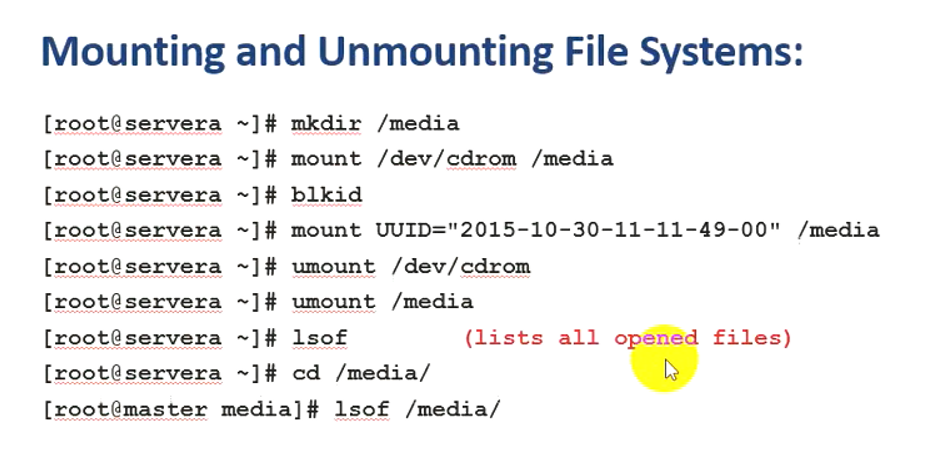 Mounting and Unmounting File Systems:
[root@servera ~]# mkdir /media
[root@servera ~]# mount /dev/cdrom /media
[root@servera ~]# blkid
[root@servera ~]# mount UUID="2015-10-30-11-11-49-00" /media
[root@servera ~]# umount /dev/cdrom
[root@servera ~]# umount /media
[root@servera ~]# lsof (lists all opened files)
[root@servera ~]# cd /media/
[root@master media]# lsof /media/